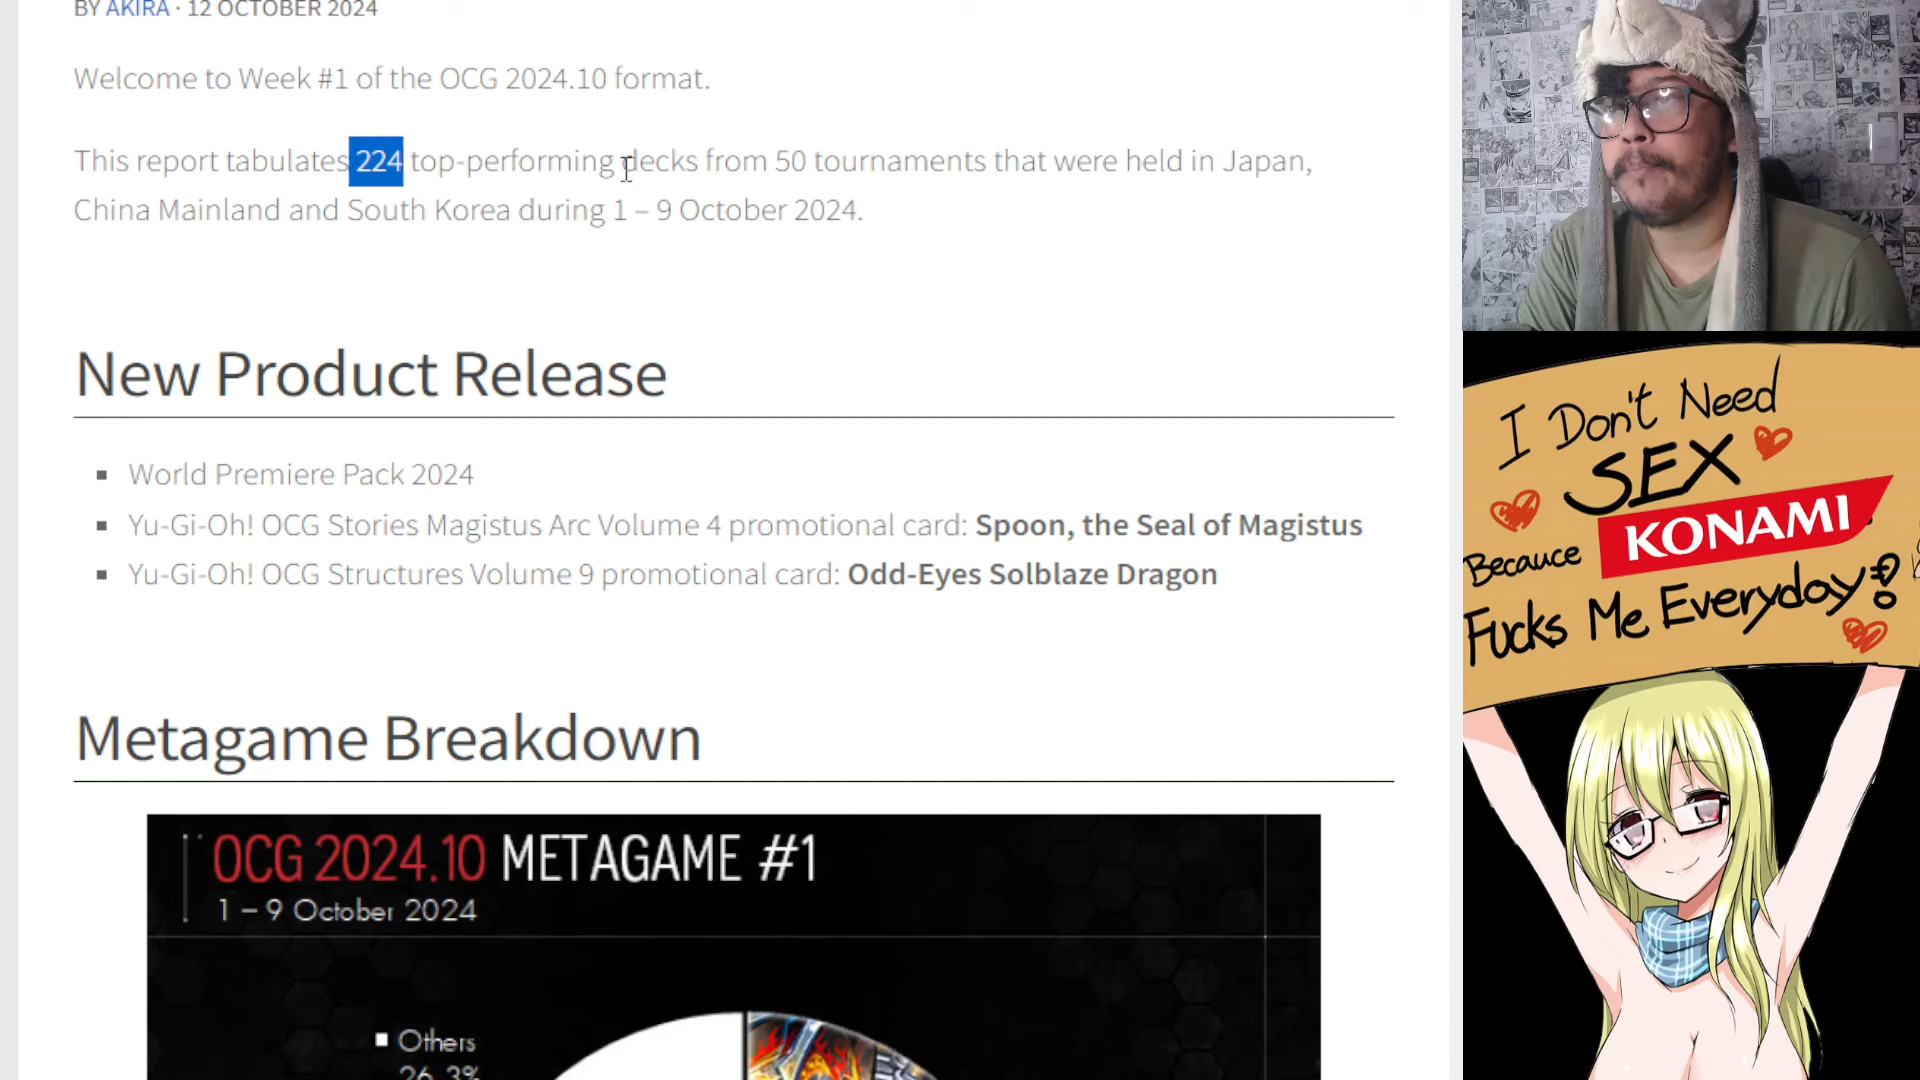 BY AKIRA · 12 OCTOBER 2024
Welcome to Week #1 of the OCG 2024.10 format.
This report tabulates 224 top-performing decks from 50 tournaments that were held in Japan,
China Mainland and South Korea during 1 – 9 October 2024.
New Product Release
▪ World Premiere Pack 2024
▪ Yu-Gi-Oh! OCG Stories Magistus Arc Volume 4 promotional card: Spoon, the Seal of Magistus
▪ Yu-Gi-Oh! OCG Structures Volume 9 promotional card: Odd-Eyes Solblaze Dragon
Metagame Breakdown
OCG 2024.10 METAGAME #1
1 – 9 October 2024
Others
26.3%
I Don't Need
SEX
Becauce KONAMI
Fucks Me Everyday!